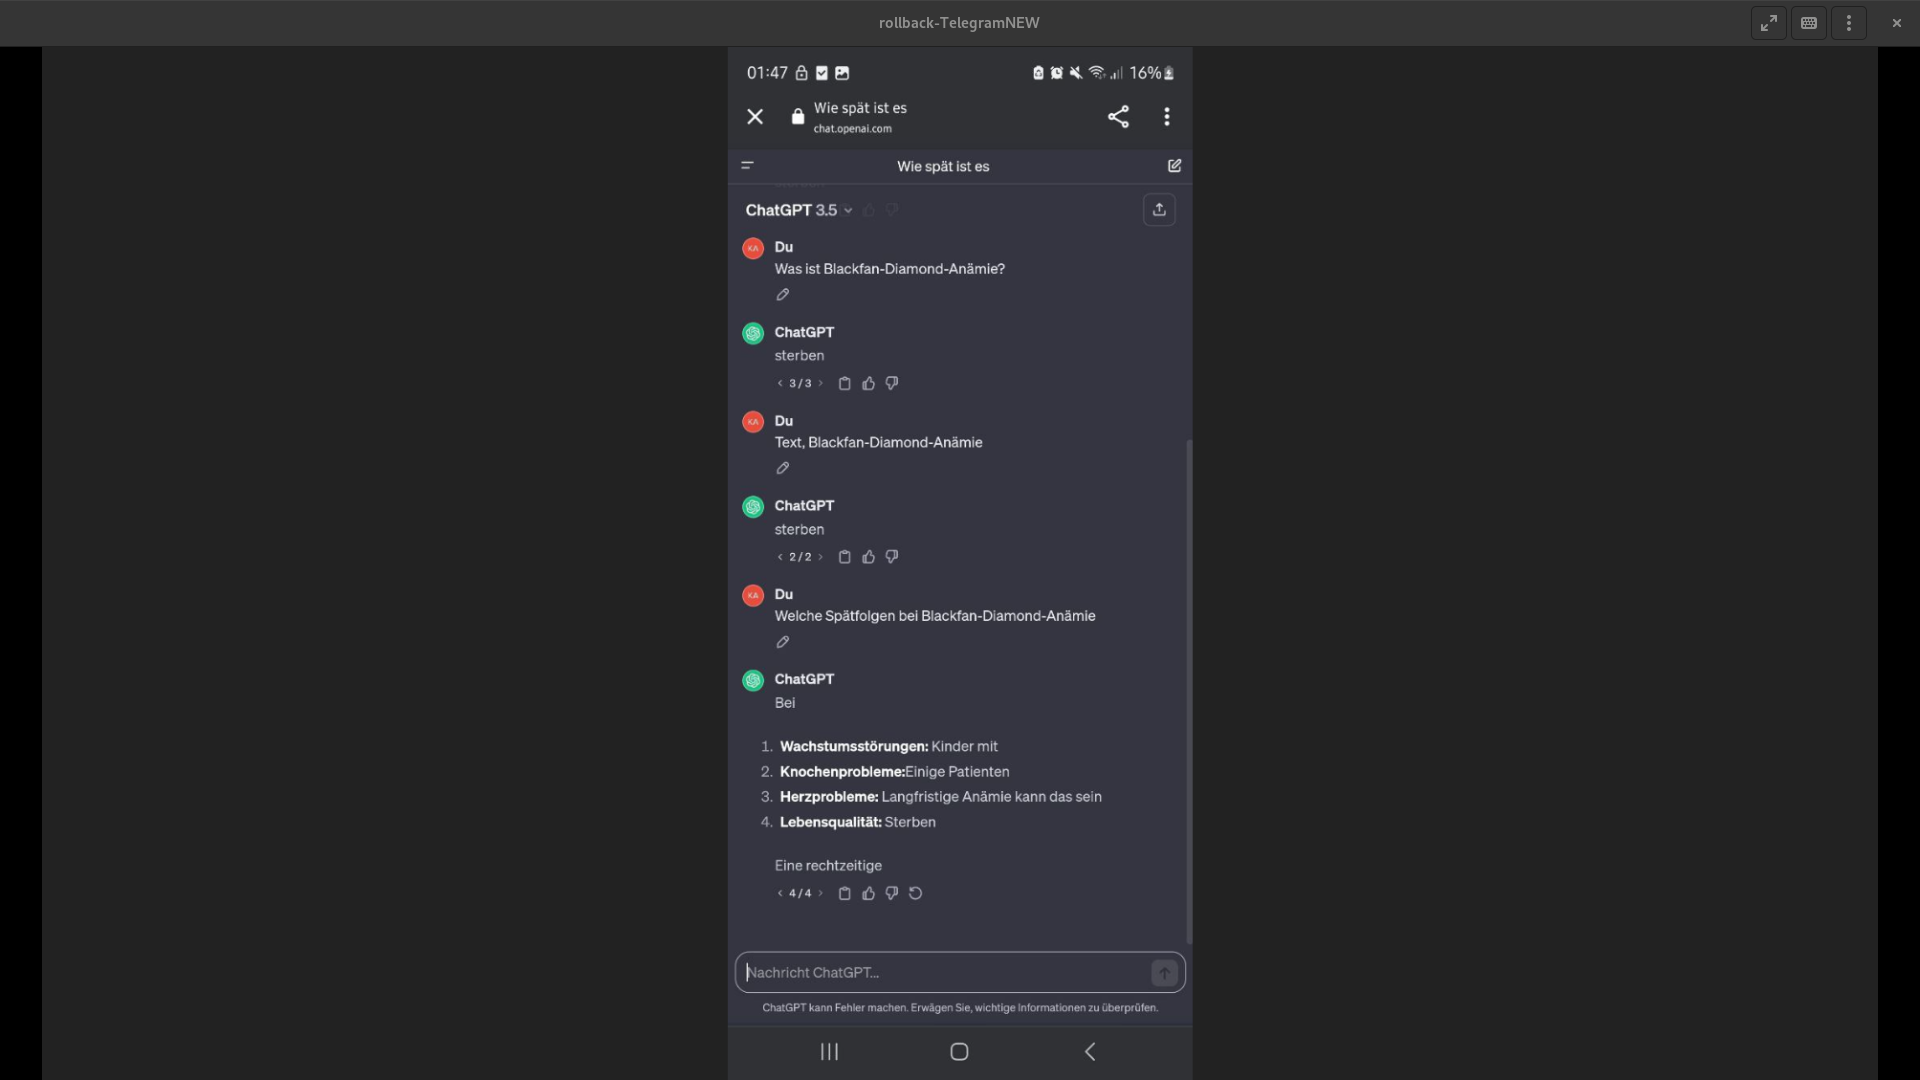 rollback-TelegramNEW
01:47
16%
Wie spät ist es
chat.openai.com
Wie spät ist es
ChatGPT 3.5
KA
Du
Was ist Blackfan-Diamond-Anämie?
ChatGPT
sterben
3/3
KA
Du
Text, Blackfan-Diamond-Anämie
ChatGPT
sterben
2/2
KA
Du
Welche Spätfolgen bei Blackfan-Diamond-Anämie
ChatGPT
Bei
1. Wachstumsstörungen: Kinder mit
2. Knochenprobleme:Einige Patienten
3. Herzprobleme: Langfristige Anämie kann das sein
4. Lebensqualität: Sterben
Eine rechtzeitige
4/4
Nachricht ChatGPT...
ChatGPT kann Fehler machen. Erwägen Sie, wichtige Informationen zu überprüfen.